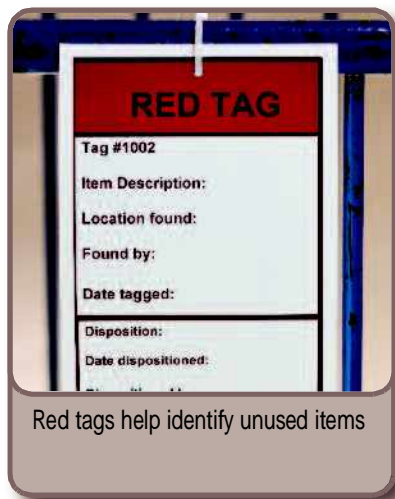 RED TAG
Tag #1002
Item Description:
Location found:
Found by:
Date tagged:
Disposition:
Date dispositioned:
Red tags help identify unused items